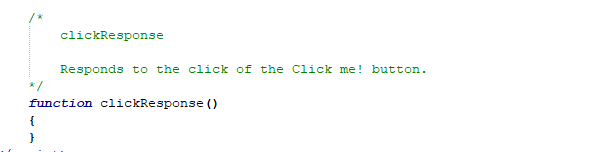 /*
clickResponse
Responds to the click of the Click me! button.
*/
function clickResponse()
{
}